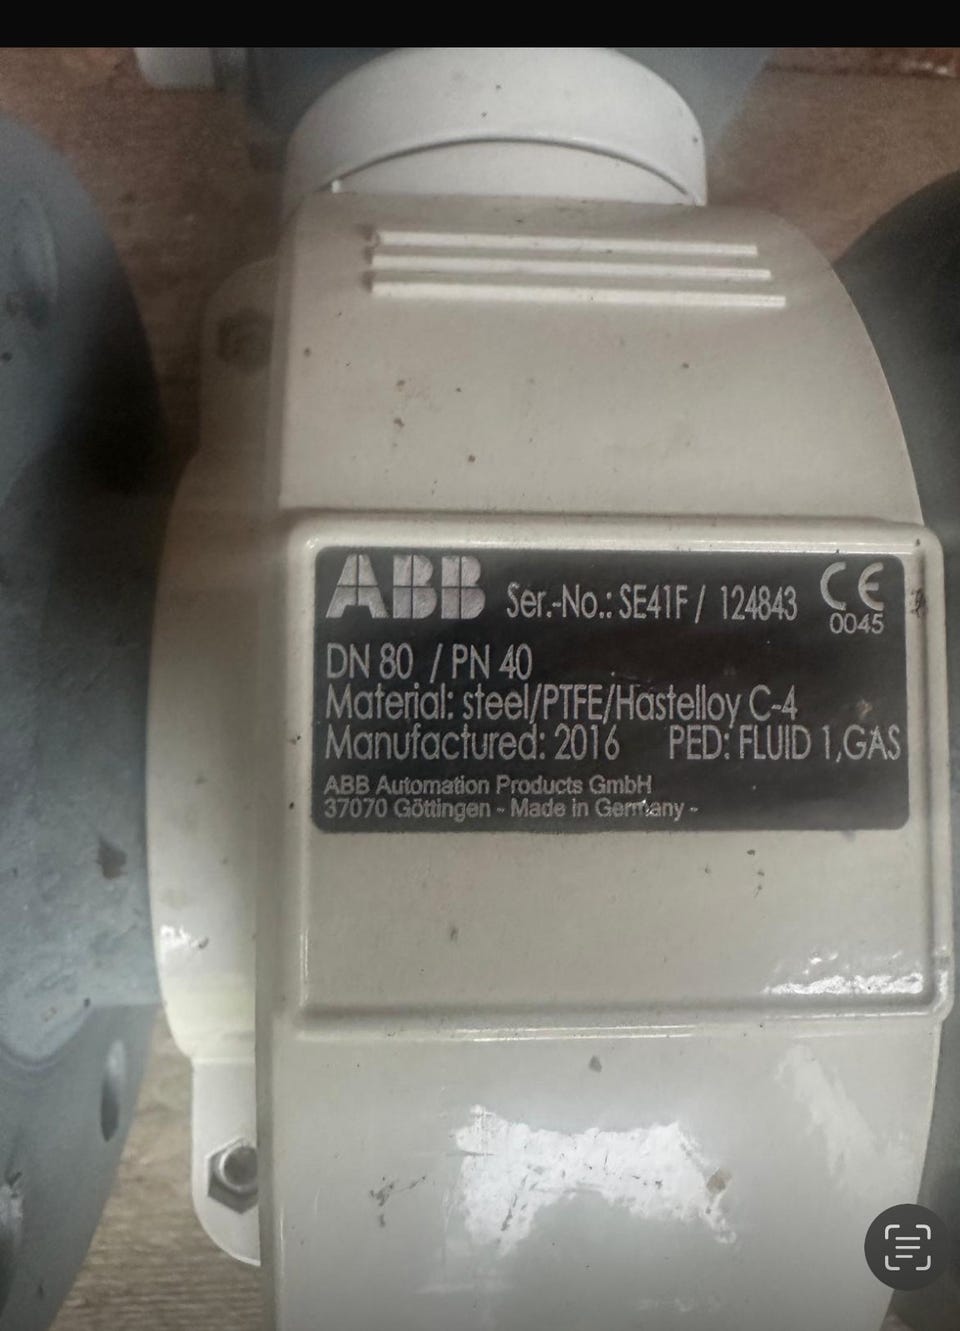 ABB Ser.-No.: SE41F / 124843 CE
0045
DN 80 / PN 40
Material: steel/PTFE/Hastelloy C-4
Manufactured: 2016 PED: FLUID 1,GAS
ABB Automation Products GmbH
37070 Göttingen - Made in Germany -